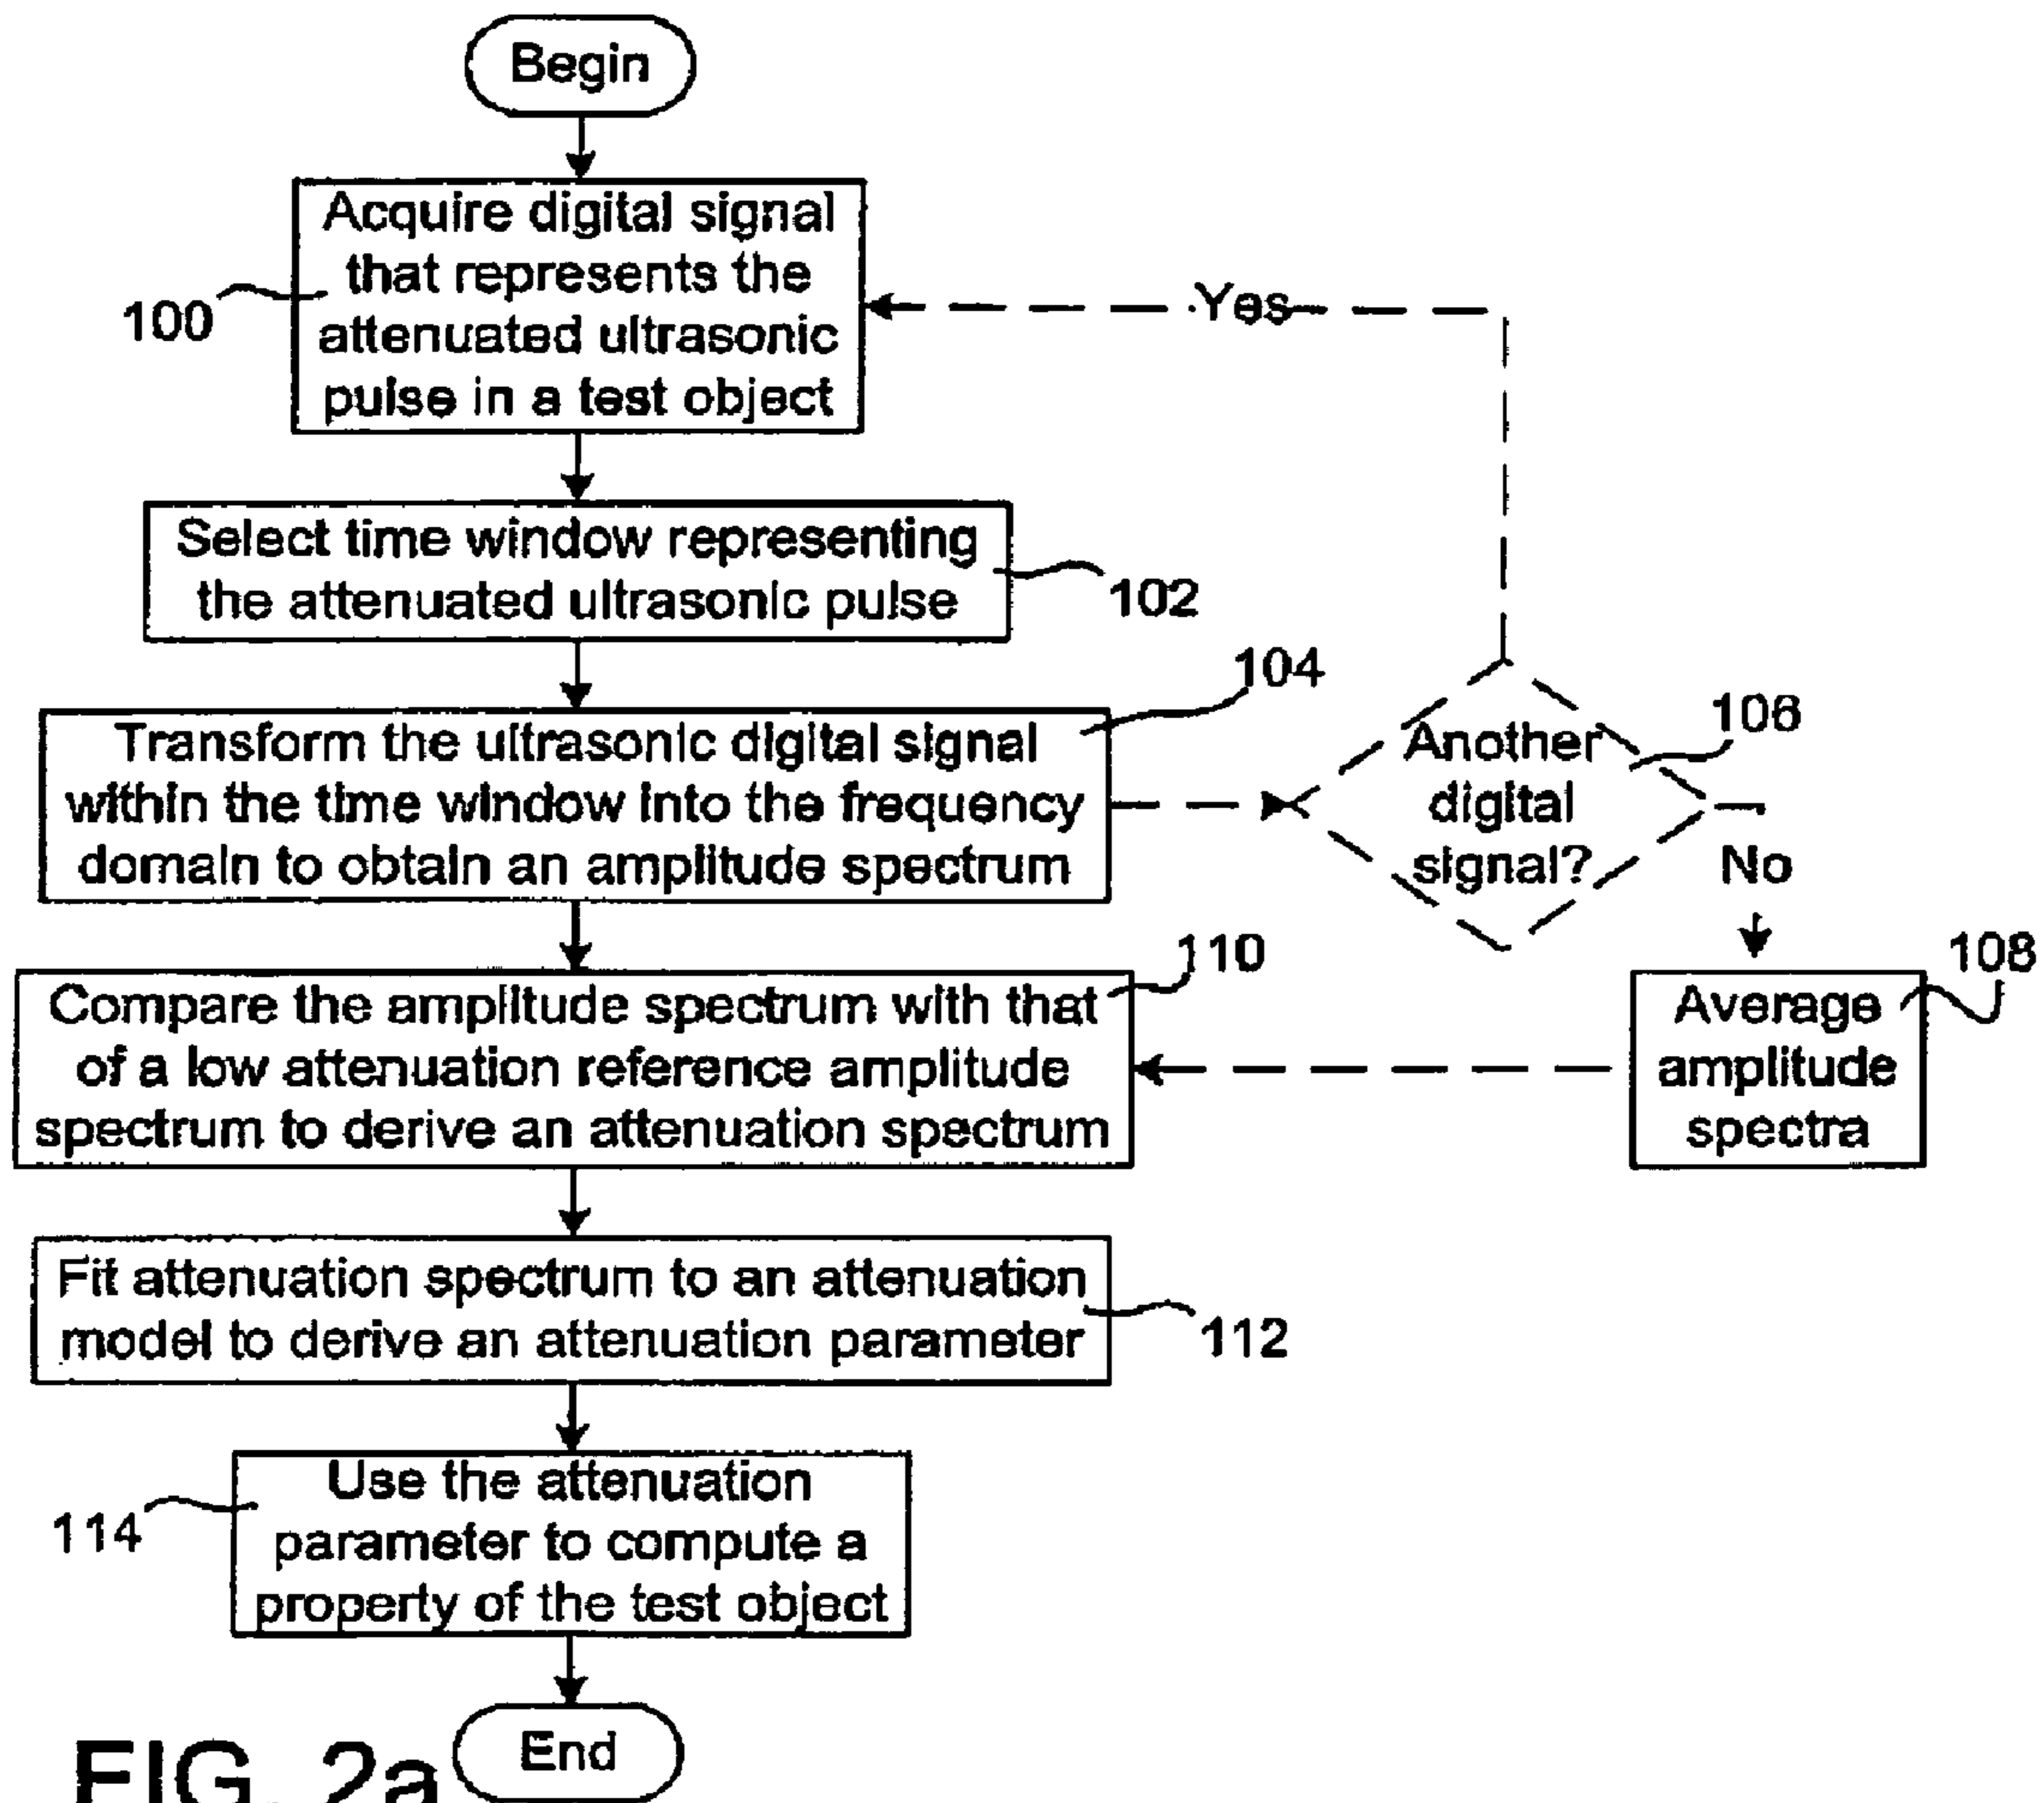 Begin
Acquire digital signal
that represents the
attenuated ultrasonic
pulse in a test object
100
Yes
Select time window representing
the attenuated ultrasonic pulse
102
104
Transform the ultrasonic digital signal
within the time window into the frequency
domain to obtain an amplitude spectrum
106
Another
digital
signal?
No
108
Average
amplitude
spectra
110
Compare the amplitude spectrum with that
of a low attenuation reference amplitude
spectrum to derive an attenuation spectrum
Fit attenuation spectrum to an attenuation
model to derive an attenuation parameter
112
Use the attenuation
parameter to compute a
property of the test object
114
End
FIG. 2a